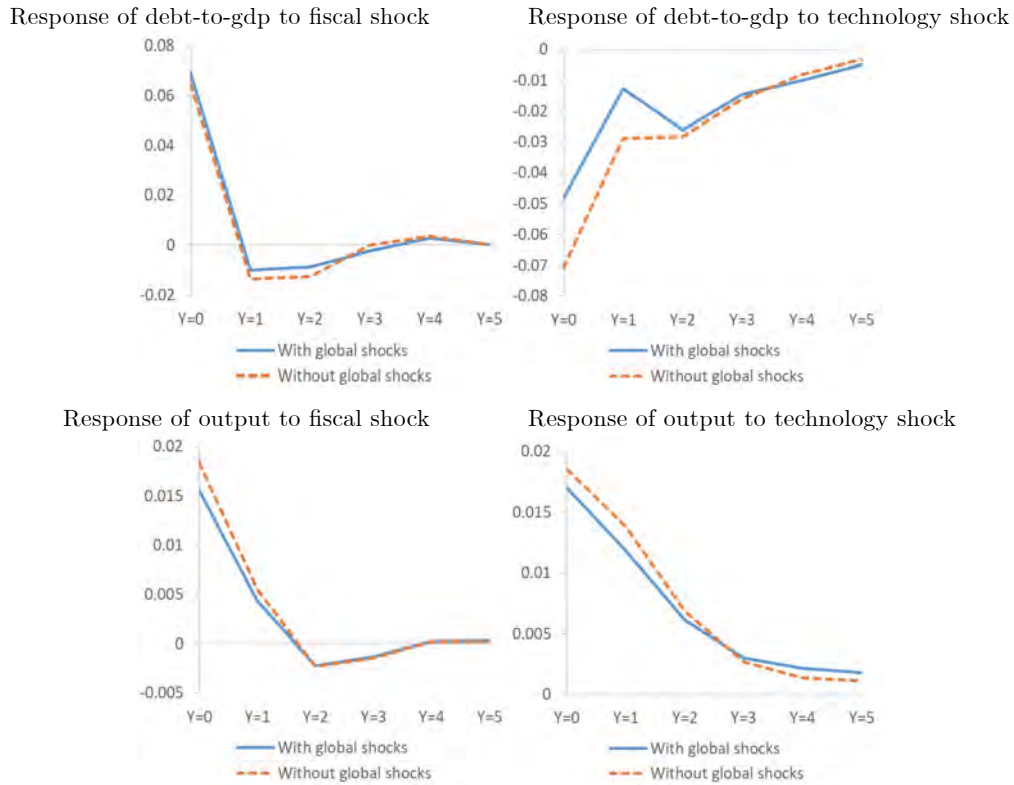 Response of debt-to-gdp to fiscal shock
0.08
0.06
0.04
0.02
0
-0.02
Y=0 Y=1 Y=2 Y=3 Y=4 Y=5
With global shocks
Without global shocks
Response of debt-to-gdp to technology shock
0
-0.01
-0.02
-0.03
-0.04
-0.05
-0.06
-0.07
-0.08
Y=0 Y=1 Y=2 Y=3 Y=4 Y=5
With global shocks
Without global shocks
Response of output to fiscal shock
0.02
0.015
0.01
0.005
0
-0.005
Y=0 Y=1 Y=2 Y=3 Y=4 Y=5
With global shocks
Without global shocks
Response of output to technology shock
0.02
0.015
0.01
0.005
0
Y=0 Y=1 Y=2 Y=3 Y=4 Y=5
With global shocks
Without global shocks